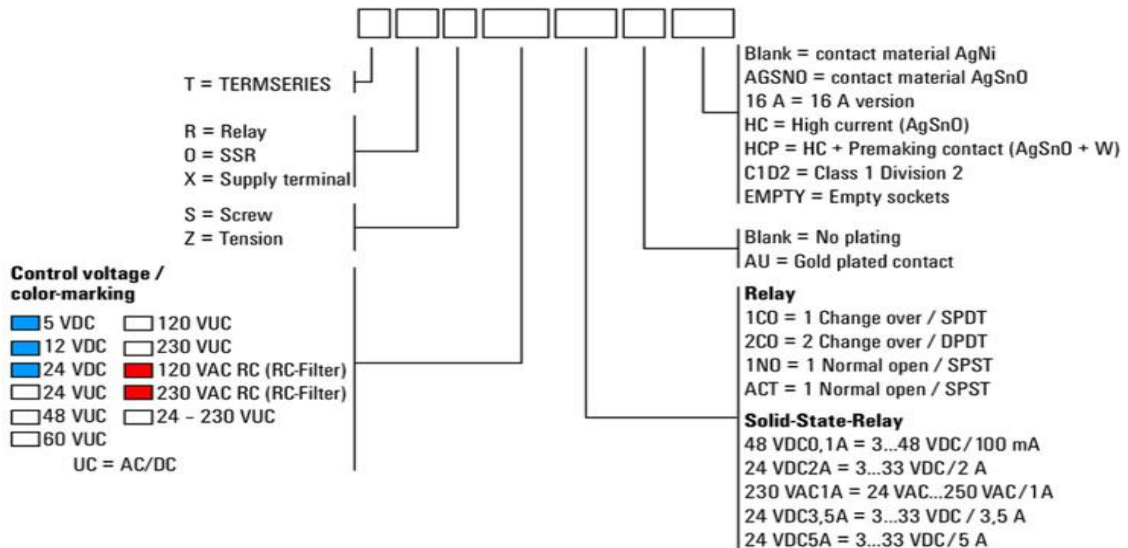 T = TERMSERIES
R = Relay
O = SSR
X = Supply terminal
S = Screw
Z = Tension
Control voltage /
color-marking
5 VDC
120 VUC
12 VDC
230 VUC
24 VDT
120 VAC RC (RC-Filter)
24 VUC
230 VAC RC (RC-Filter)
48 VUC
24 – 230 VUC
60 VUC
UC = AC/DC
Blank = contact material AgNi
AGSNO = contact material AgSnO
16 A = 16 A version
HC = High current (AgSnO)
HCP = HC + Premaking contact (AgSnO + W)
C1D2 = Class 1 Division 2
EMPTY = Empty sockets
Blank = No plating
AU = Gold plated contact
Relay
1CO = 1 Change over / SPDT
2CO = 2 Change over / DPDT
1NO = 1 Normal open / SPST
ACT = 1 Normal open / SPST
Solid-State-Relay
48 VDC0,1A = 3...48 VDC/100 mA
24 VDC2A = 3...33 VDC/2 A
230 VAC1A = 24 VAC...250 VAC/1A
24 VDC3,5A = 3...33 VDC / 3,5 A
24 VDC5A = 3...33 VDC/5 A